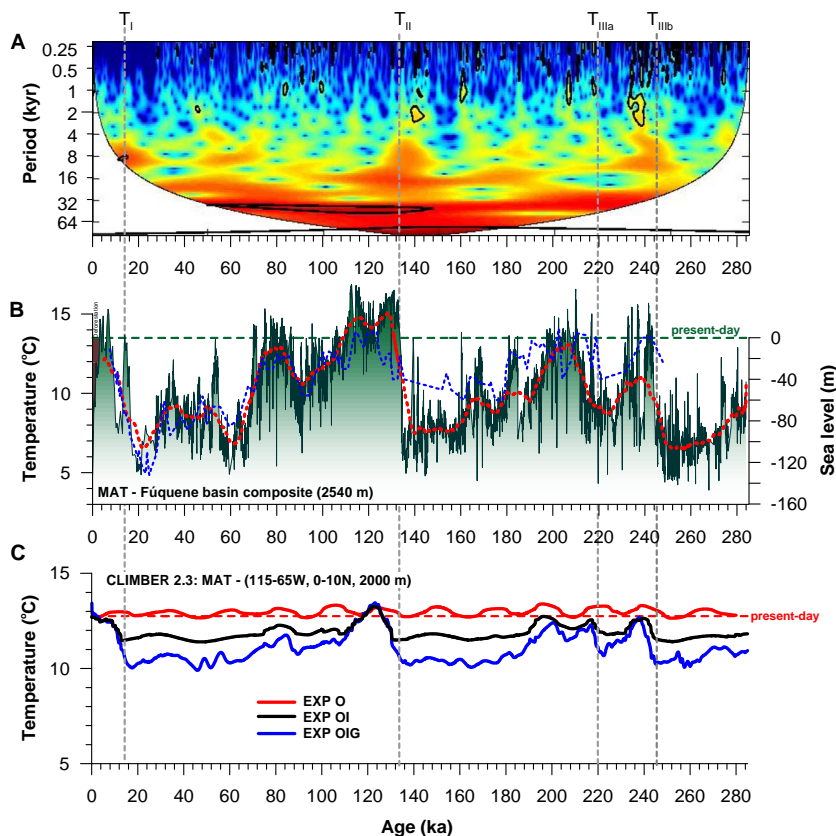 T_I T_II T_IIIa T_IIIb
A
Period (kyr)
0.25
0.5
1
2
4
8
16
32
64
0 20 40 60 80 100 120 140 160 180 200 220 240 260 280
B
Temperature (°C)
15
10
5
present-day
MAT - Fúquene basin composite (2540 m)
0
-40
-80
-120
-160
Sea level (m)
0 20 40 60 80 100 120 140 160 180 200 220 240 260 280
C
Temperature (°C)
15
10
5
CLIMBER 2.3: MAT - (115-65W, 0-10N, 2000 m)
present-day
EXP O
EXP OI
EXP OIG
0 20 40 60 80 100 120 140 160 180 200 220 240 260 280
Age (ka)